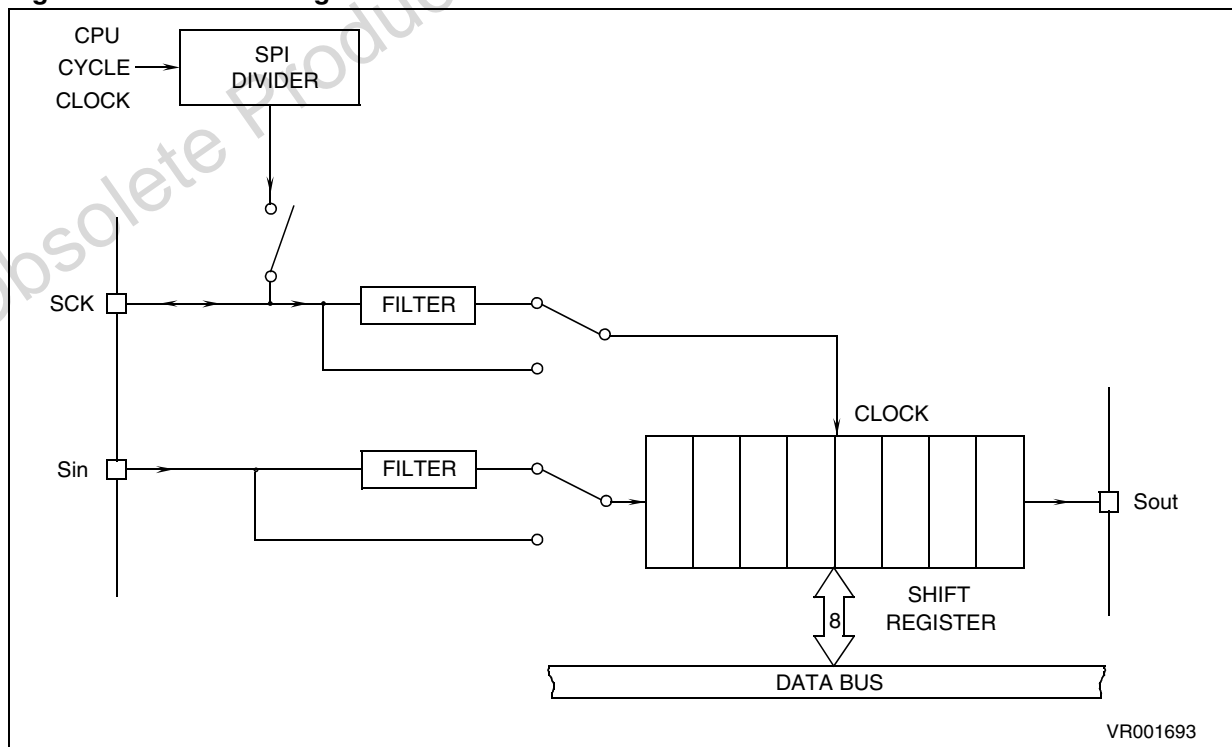 CPU
CYCLE
CLOCK
SPI
DIVIDER
SCK
FILTER
CLOCK
Sin
FILTER
Sout
SHIFT
REGISTER
8
DATA BUS
VR001693